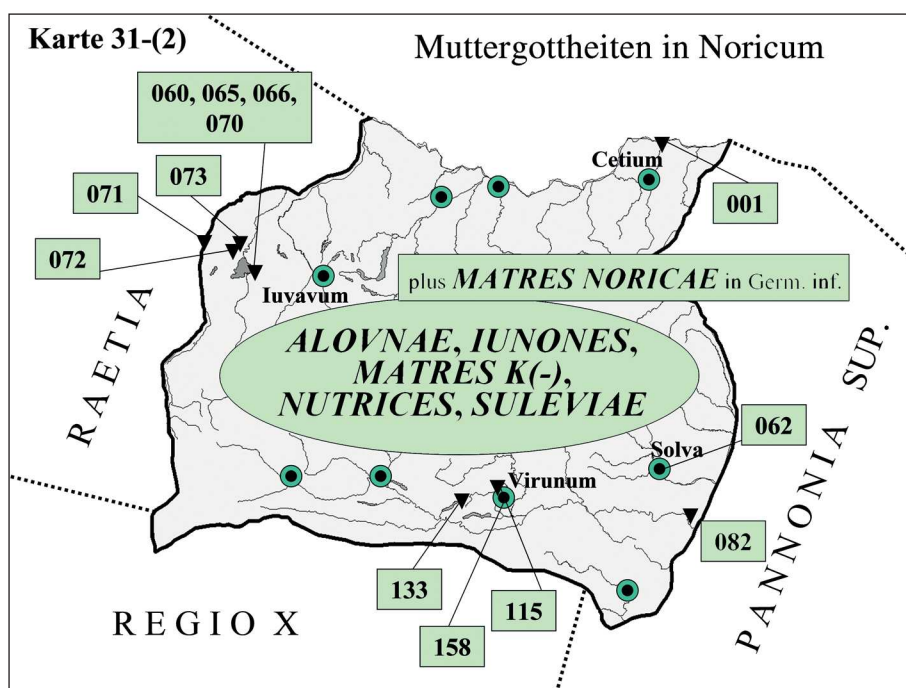 Karte 31-(2)
Muttergottheiten in Noricum
060, 065, 066,
070
073
071
072
Cetium
001
Iuvavum
plus MATRES NORICAE in Germ. inf.
ALOVNAE, IUNONES,
MATRES K(-),
NUTRICES, SULEVIAE
RAETIA
PANNONIA SUP.
Solva
062
Virunum
082
133
115
158
REGIO X